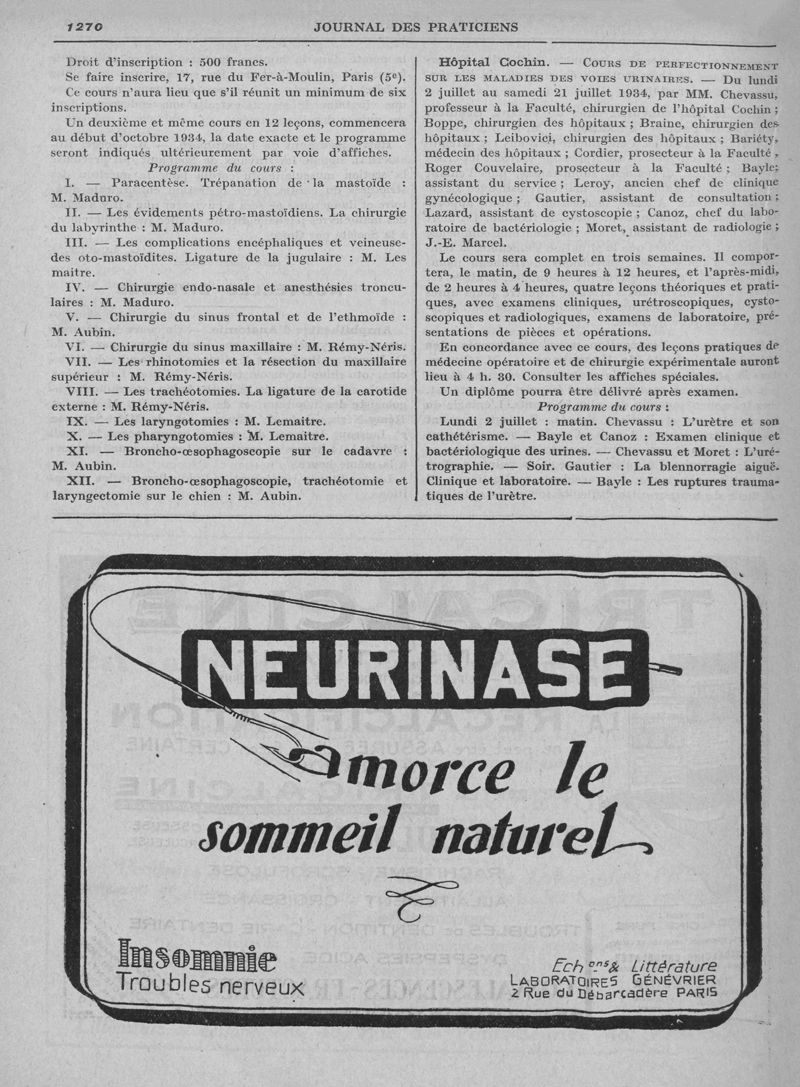 1270
JOURNAL DES PRATICIENS
Droit d'inscription : 500 francs.
Se faire inscrire, 17, rue du Fer-à-Moulin, Paris (5e).
Ce cours n'aura lieu que s'il réunit un minimum de six
inscriptions.
Un deuxième et même cours en 12 leçons, commencera
au début d'octobre 1934, la date exacte et le programme
seront indiqués ultérieurement par voie d'affiches.
Programme du cours :
I. — Paracentèse. Trépanation de la mastoïde :
M. Maduro.
II. — Les évidements pétro-mastoïdiens. La chirurgie
du labyrinthe : M. Maduro.
III. — Les complications encéphaliques et veineuse-
des oto-mastoïdites. Ligature de la jugulaire : M. Les
maitre.
IV. — Chirurgie endo-nasale et anesthésies troncu-
laires : M. Maduro.
V. — Chirurgie du sinus frontal et de l'ethmoïde :
M. Aubin.
VI. — Chirurgie du sinus maxillaire : M. Rémy-Néris.
VII. — Les rhinotomies et la résection du maxillaire
supérieur : M. Rémy-Néris.
VIII. — Les trachéotomies. La ligature de la carotide
externe : M. Rémy-Néris.
IX. — Les laryngotomies : M. Lemaitre.
X. — Les pharyngotomies : M. Lemaitre.
XI. — Broncho-œsophagoscopie sur le cadavre :
M. Aubin.
XII. — Broncho-œsophagoscopie, trachéotomie et
laryngectomie sur le chien : M. Aubin.
Hôpital Cochin. — COURS DE PERFECTIONNEMENT
SUR LES MALADIES DES VOIES URINAIRES. — Du lundi
2 juillet au samedi 21 juillet 1934, par MM. Chevassu,
professeur à la Faculté, chirurgien de l'hôpital Cochin ;
Boppe, chirurgien des hôpitaux ; Braine, chirurgien des
hôpitaux ; Leibovici, chirurgien des hôpitaux ; Bariéty,
médecin des hôpitaux ; Cordier, prosecteur à la Faculté ,
Roger Couvelaire, prosecteur à la Faculté ; Bayle;
assistant du service ; Leroy, ancien chef de clinique
gynécologique ; Gautier, assistant de consultation ;
Lazard, assistant de cystoscopie ; Canoz, chef du labo-
ratoire de bactériologie ; Moret, assistant de radiologie ;
J.-E. Marcel.
Le cours sera complet en trois semaines. Il compor-
tera, le matin, de 9 heures à 12 heures, et l'après-midi,
de 2 heures à 4 heures, quatre leçons théoriques et prati-
ques, avec examens cliniques, urétroscopiques, cysto-
scopiques et radiologiques, examens de laboratoire, pré-
sentations de pièces et opérations.
En concordance avec ce cours, des leçons pratiques de
médecine opératoire et de chirurgie expérimentale auront
lieu à 4 h. 30. Consulter les affiches spéciales.
Un diplôme pourra être délivré après examen.
Programme du cours :
Lundi 2 juillet : matin. Chevassu : L'urètre et son
cathétérisme. — Bayle et Canoz : Examen clinique et
bactériologique des urines. — Chevassu et Moret : L'uré-
trographie. — Soir. Gautier : La blennorragie aiguë.
Clinique et laboratoire. — Bayle : Les ruptures trauma-
tiques de l'urètre.
NEURINASE
amorce le
sommeil naturel
Insomnie
Troubles nerveux
Echons & Littérature
LABORATOIRES GÉNÉVRIER
2 Rue du Débarcadère PARIS